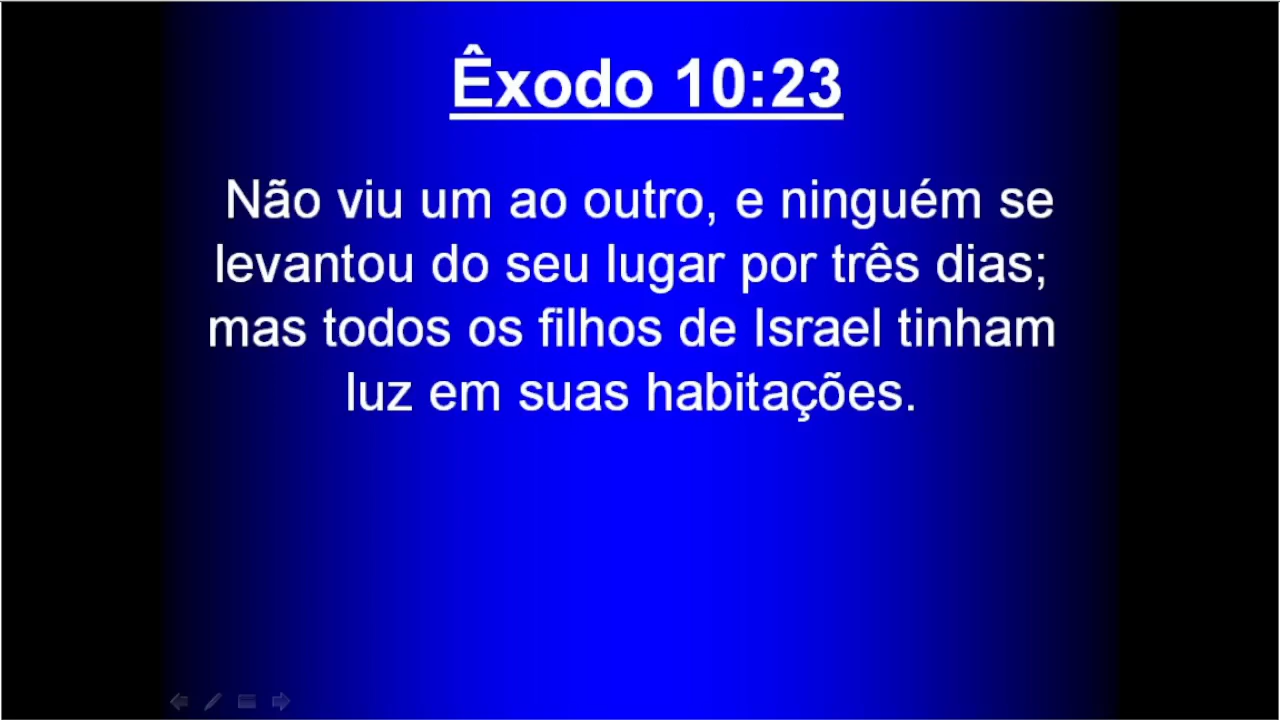 Êxodo 10:23
Não viu um ao outro, e ninguém se
levantou do seu lugar por três dias;
mas todos os filhos de Israel tinham
luz em suas habitações.